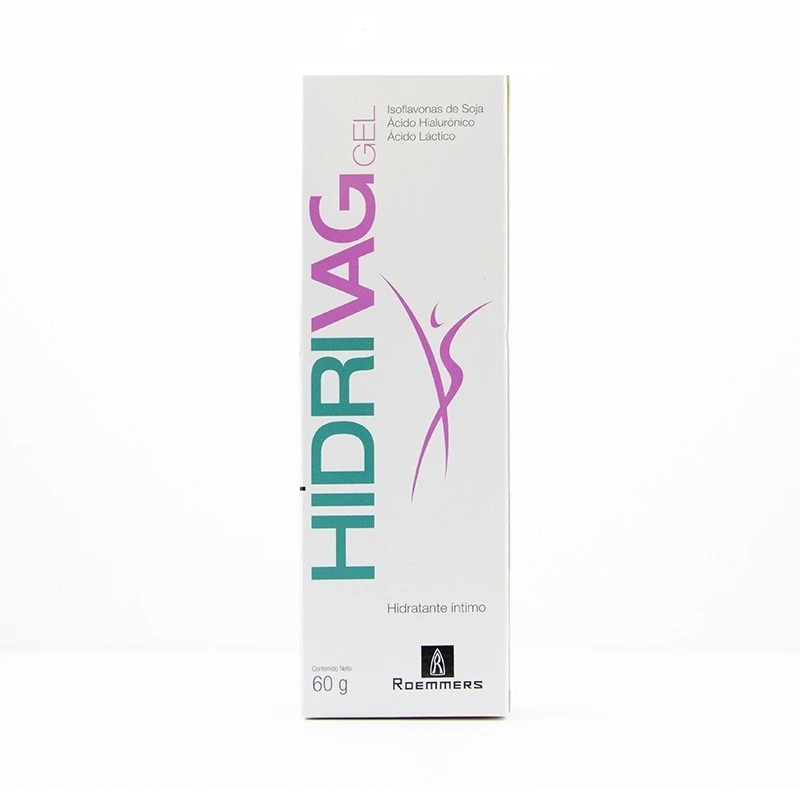 HIDRIVAG GEL
Isoflavonas de Soja
Ácido Hialurónico
Ácido Láctico
Hidratante íntimo
Contenido Neto
60 g
ROEMMERS